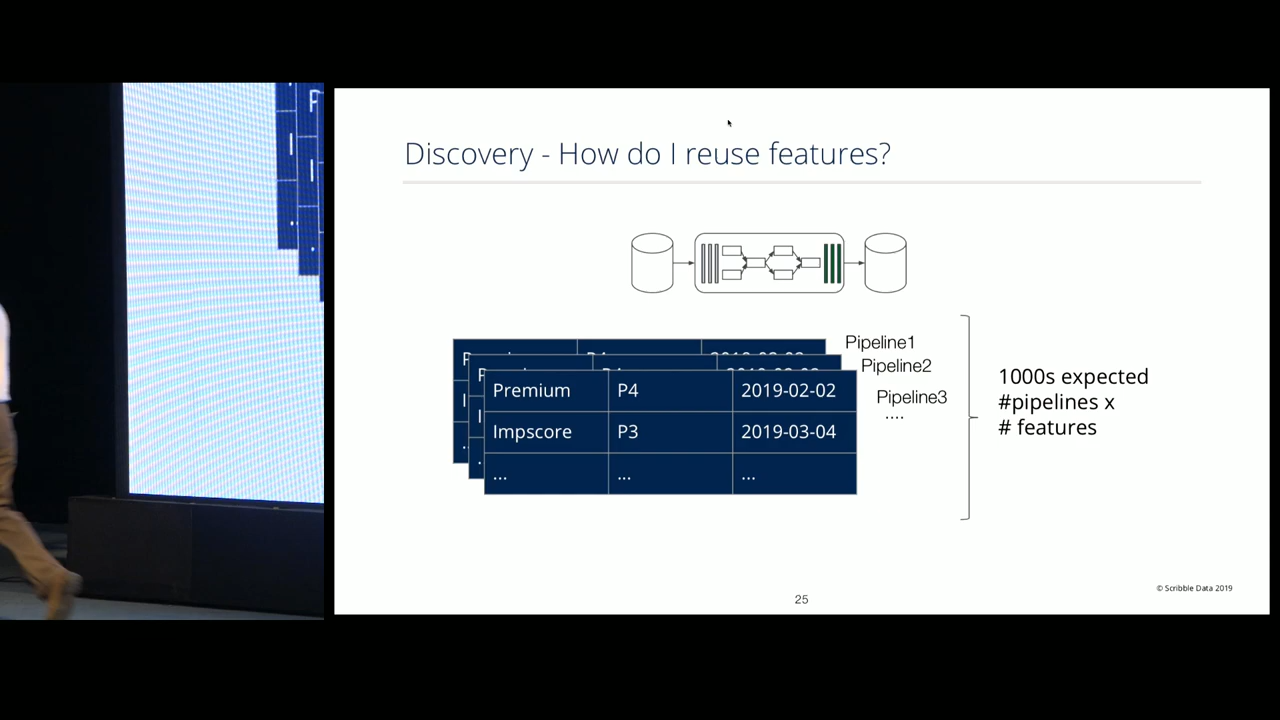 Discovery - How do I reuse features?
Pipeline1
Pipeline2
Pipeline3
....
Premium P4 2019-02-02
Impscore P3 2019-03-04
... ... ...
1000s expected
#pipelines x
# features
© Scribble Data 2019
25